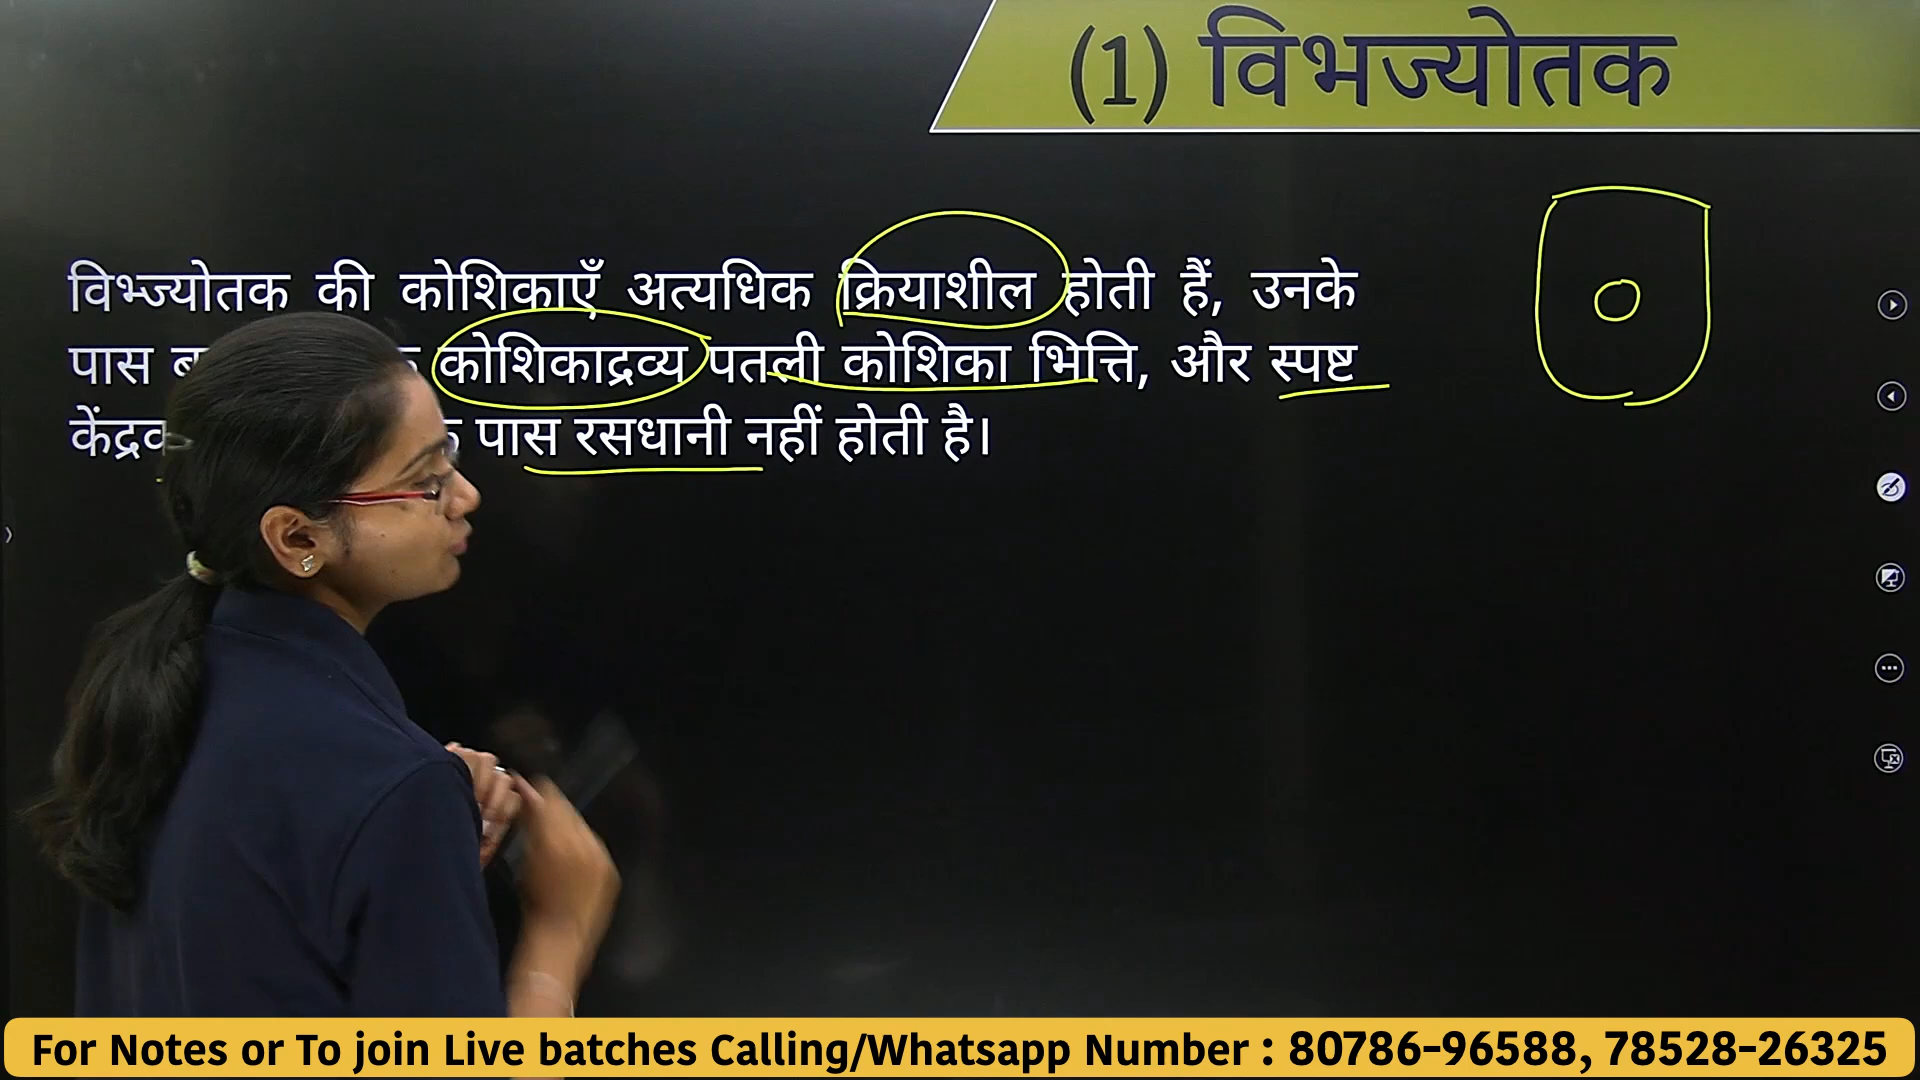 (1) विभज्योतक
विभ्ज्योतक की कोशिकाएँ अत्यधिक क्रियाशील होती हैं, उनके
पास कोशिकाद्रव्य पतली कोशिका भित्ति, और स्पष्ट
पास रसधानी नहीं होती है।
For Notes or To join Live batches Calling/Whatsapp Number : 80786-96588, 78528-26325